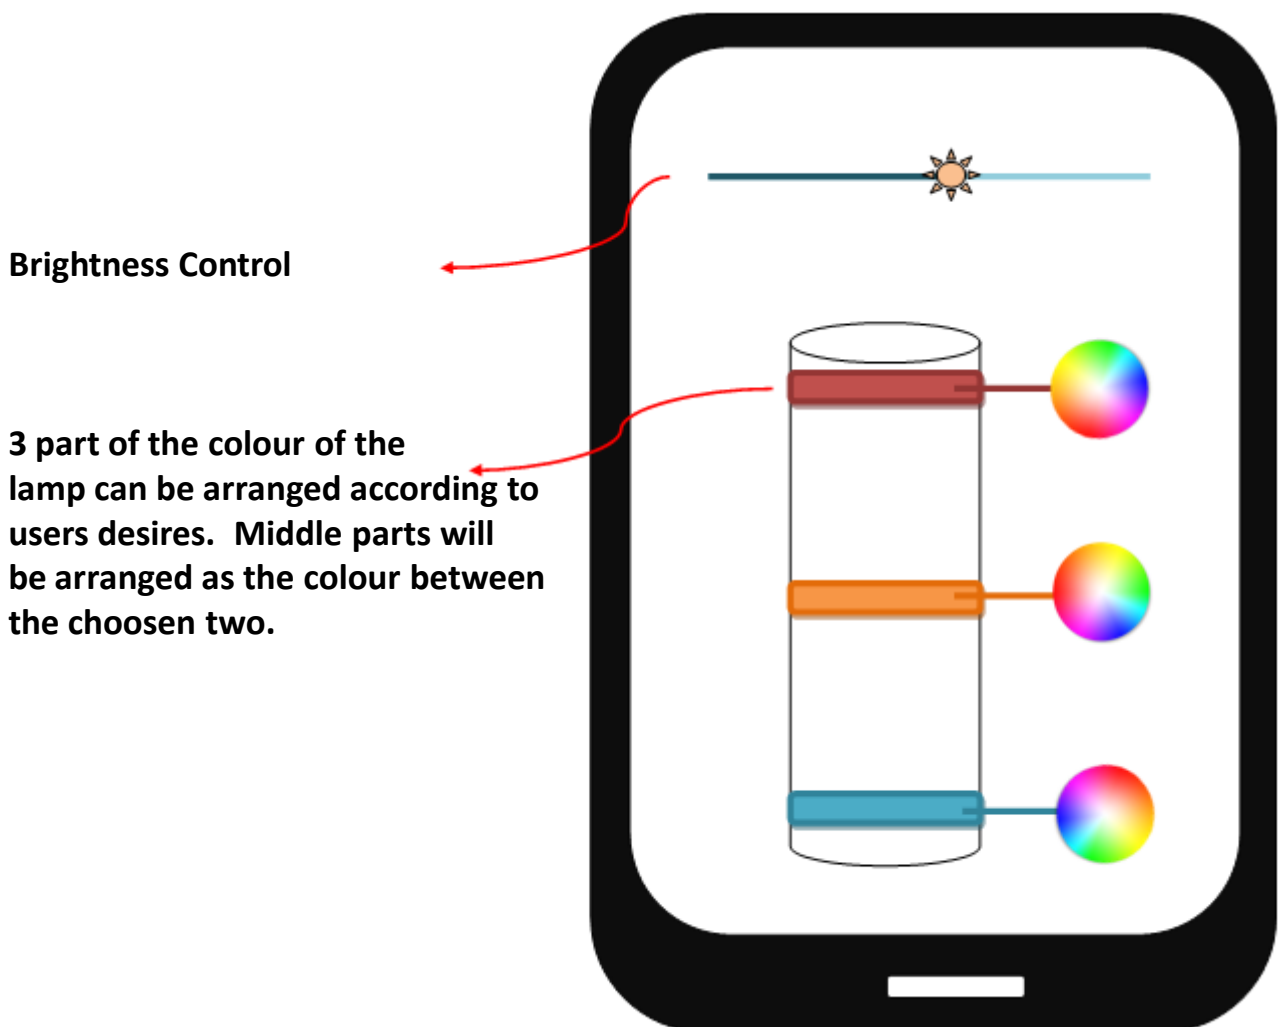 Brightness Control
3 part of the colour of the
lamp can be arranged according to
users desires.  Middle parts will
be arranged as the colour between
the choosen two.